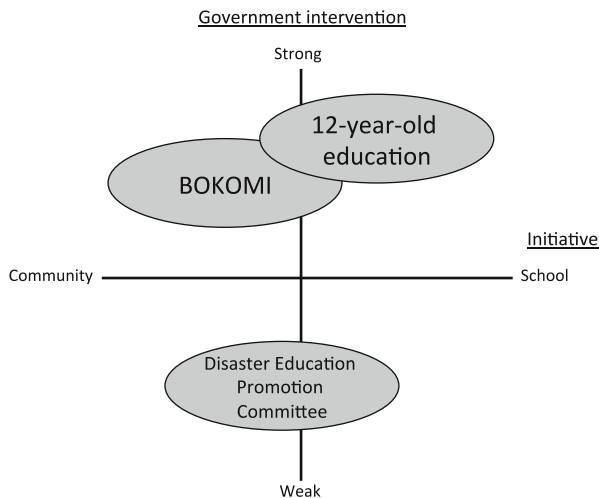 Government intervention
Strong
12-year-old
education
BOKOMI
Initiative
Community
School
Disaster Education
Promotion
Committee
Weak